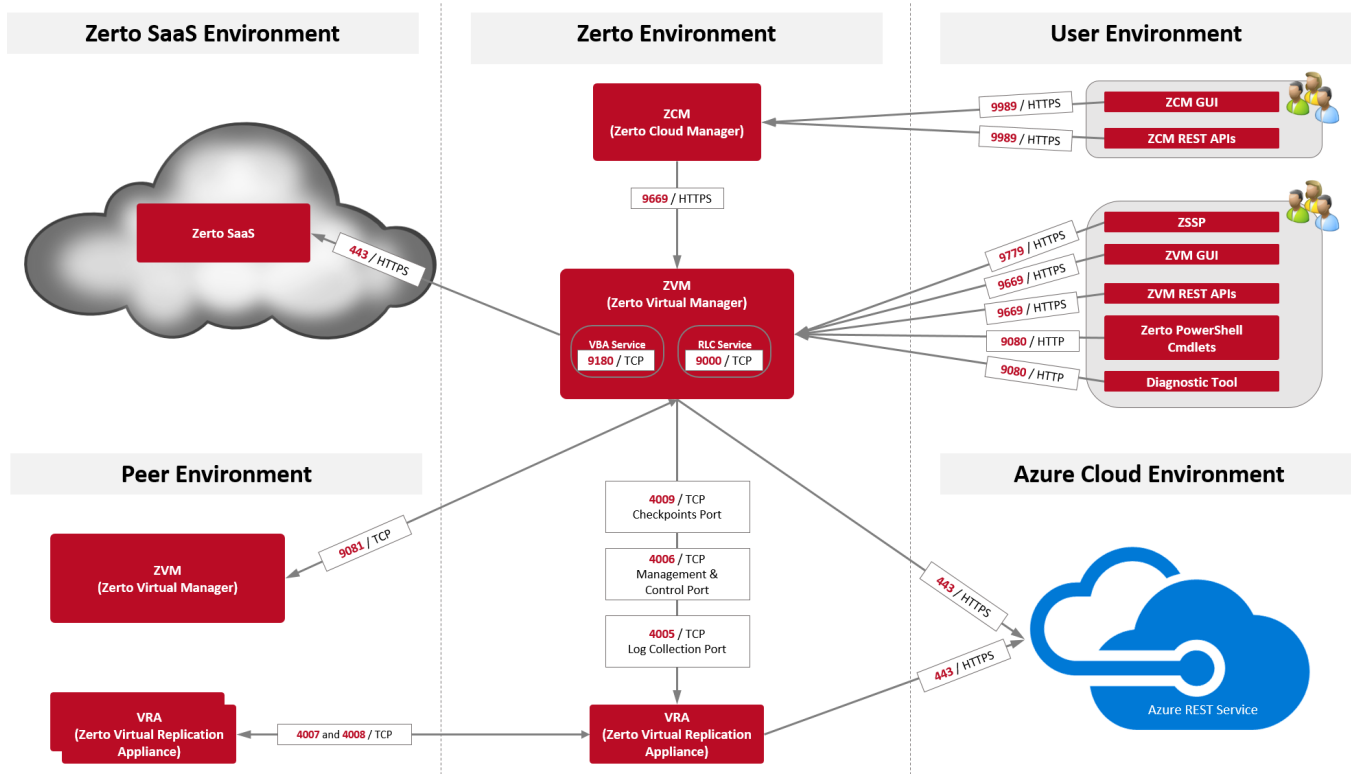 Zerto SaaS Environment
Zerto Environment
User Environment
ZCM
(Zerto Cloud Manager)
9989 / HTTPS
ZCM GUI
9989 / HTTPS
ZCM REST APIs
9669 / HTTPS
Zerto SaaS
443 / HTTPS
ZVM
(Zerto Virtual Manager)
VBA Service
9180 / TCP
RLC Service
9000 / TCP
9779 / HTTPS
ZSSP
9669 / HTTPS
ZVM GUI
9669 / HTTPS
ZVM REST APIs
9080 / HTTP
Zerto PowerShell
Cmdlets
9080 / HTTP
Diagnostic Tool
Peer Environment
Azure Cloud Environment
9081 / TCP
ZVM
(Zerto Virtual Manager)
4009 / TCP
Checkpoints Port
4006 / TCP
Management &
Control Port
4005 / TCP
Log Collection Port
443 / HTTPS
443 / HTTPS
Azure REST Service
VRA
(Zerto Virtual Replication
Appliance)
4007 and 4008 / TCP
VRA
(Zerto Virtual Replication
Appliance)